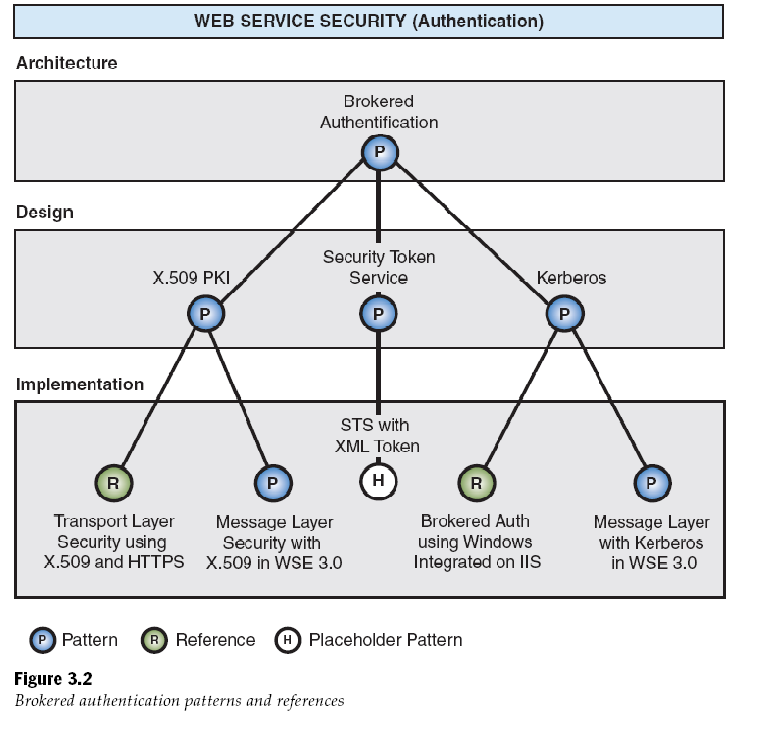 WEB SERVICE SECURITY (Authentication)
Architecture
Brokered
Authentification
P
Design
X.509 PKI
Security Token
Service
Kerberos
P
P
P
Implementation
STS with
XML Token
R
P
H
R
P
Transport Layer
Security using
X.509 and HTTPS
Message Layer
Security with
X.509 in WSE 3.0
Brokered Auth
using Windows
Integrated on IIS
Message Layer
with Kerberos
in WSE 3.0
P Pattern
R Reference
H Placeholder Pattern
Figure 3.2
Brokered authentication patterns and references